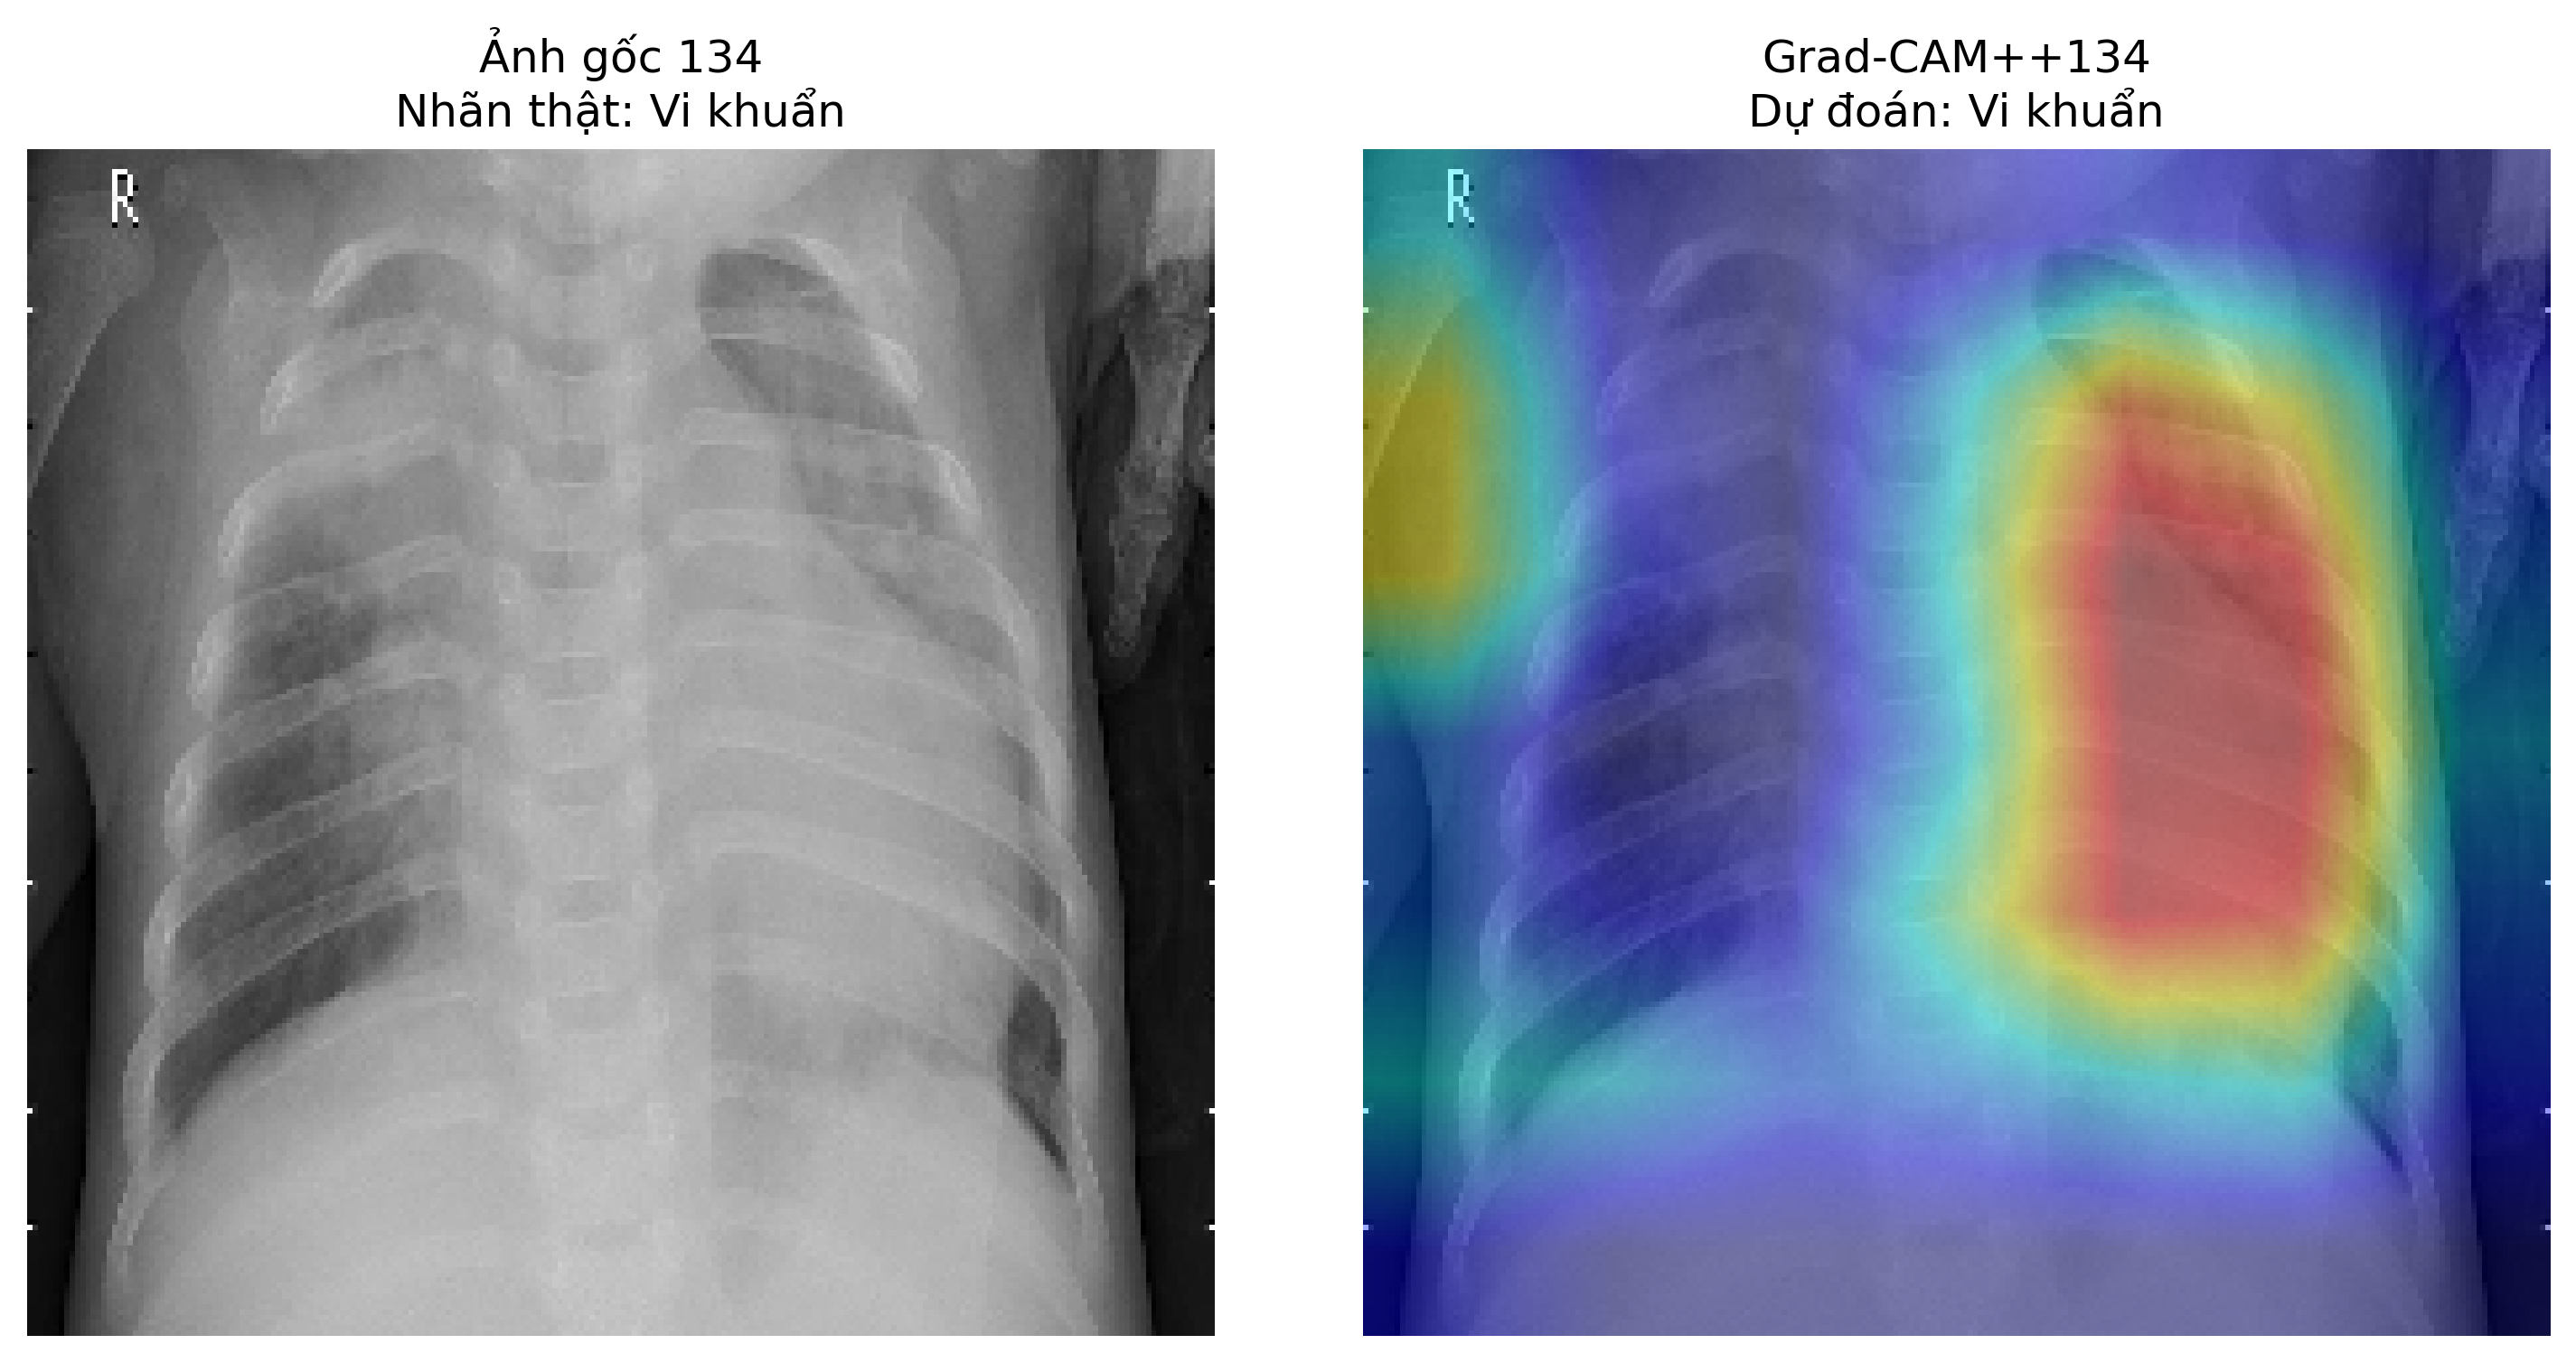 Ảnh gốc 134
Nhãn thật: Vi khuẩn
R
Grad-CAM++134
Dự đoán: Vi khuẩn
R